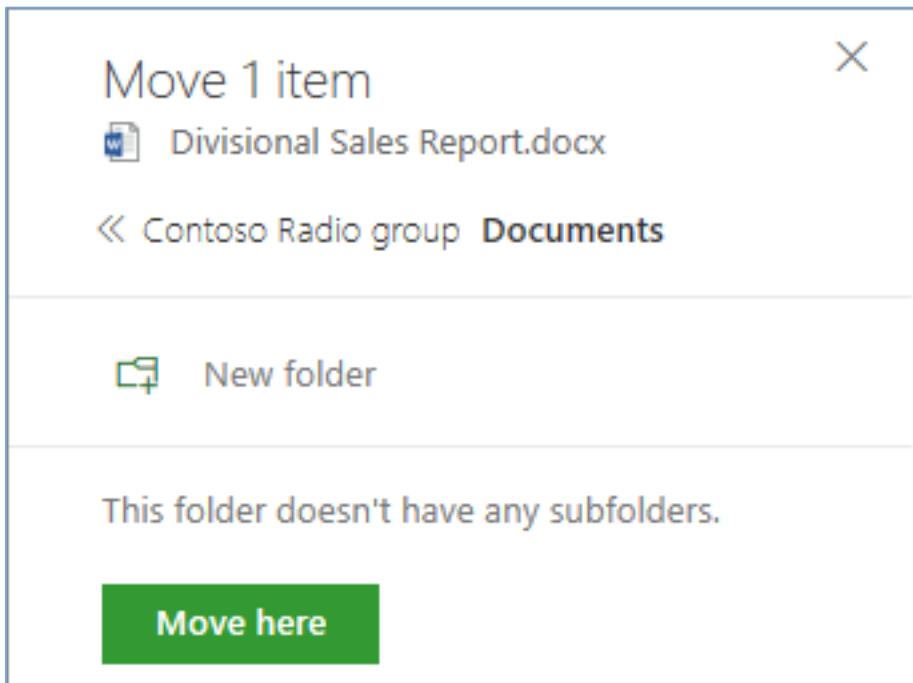 Move 1 item
Divisional Sales Report.docx
Contoso Radio group Documents
New folder
This folder doesn't have any subfolders.
Move here